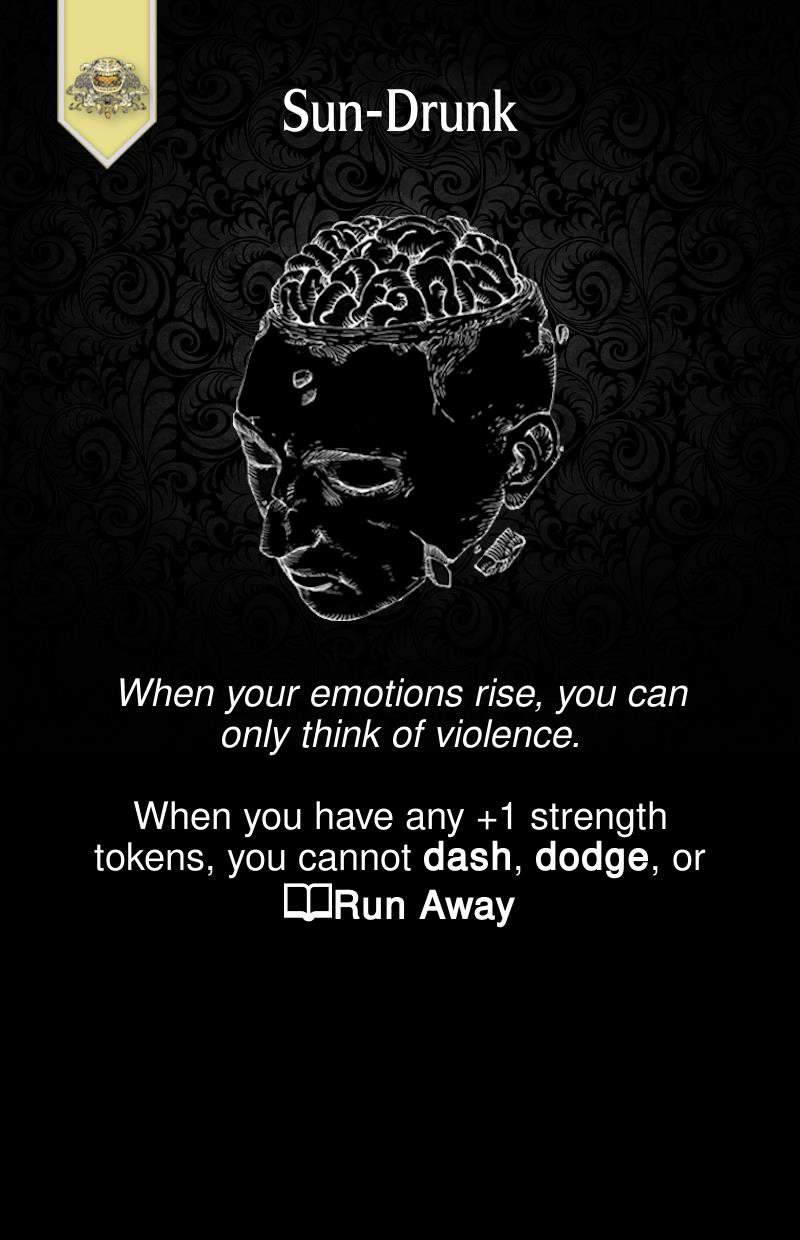 Sun-Drunk
When your emotions rise, you can
only think of violence.
When you have any +1 strength
tokens, you cannot dash, dodge, or
Run Away